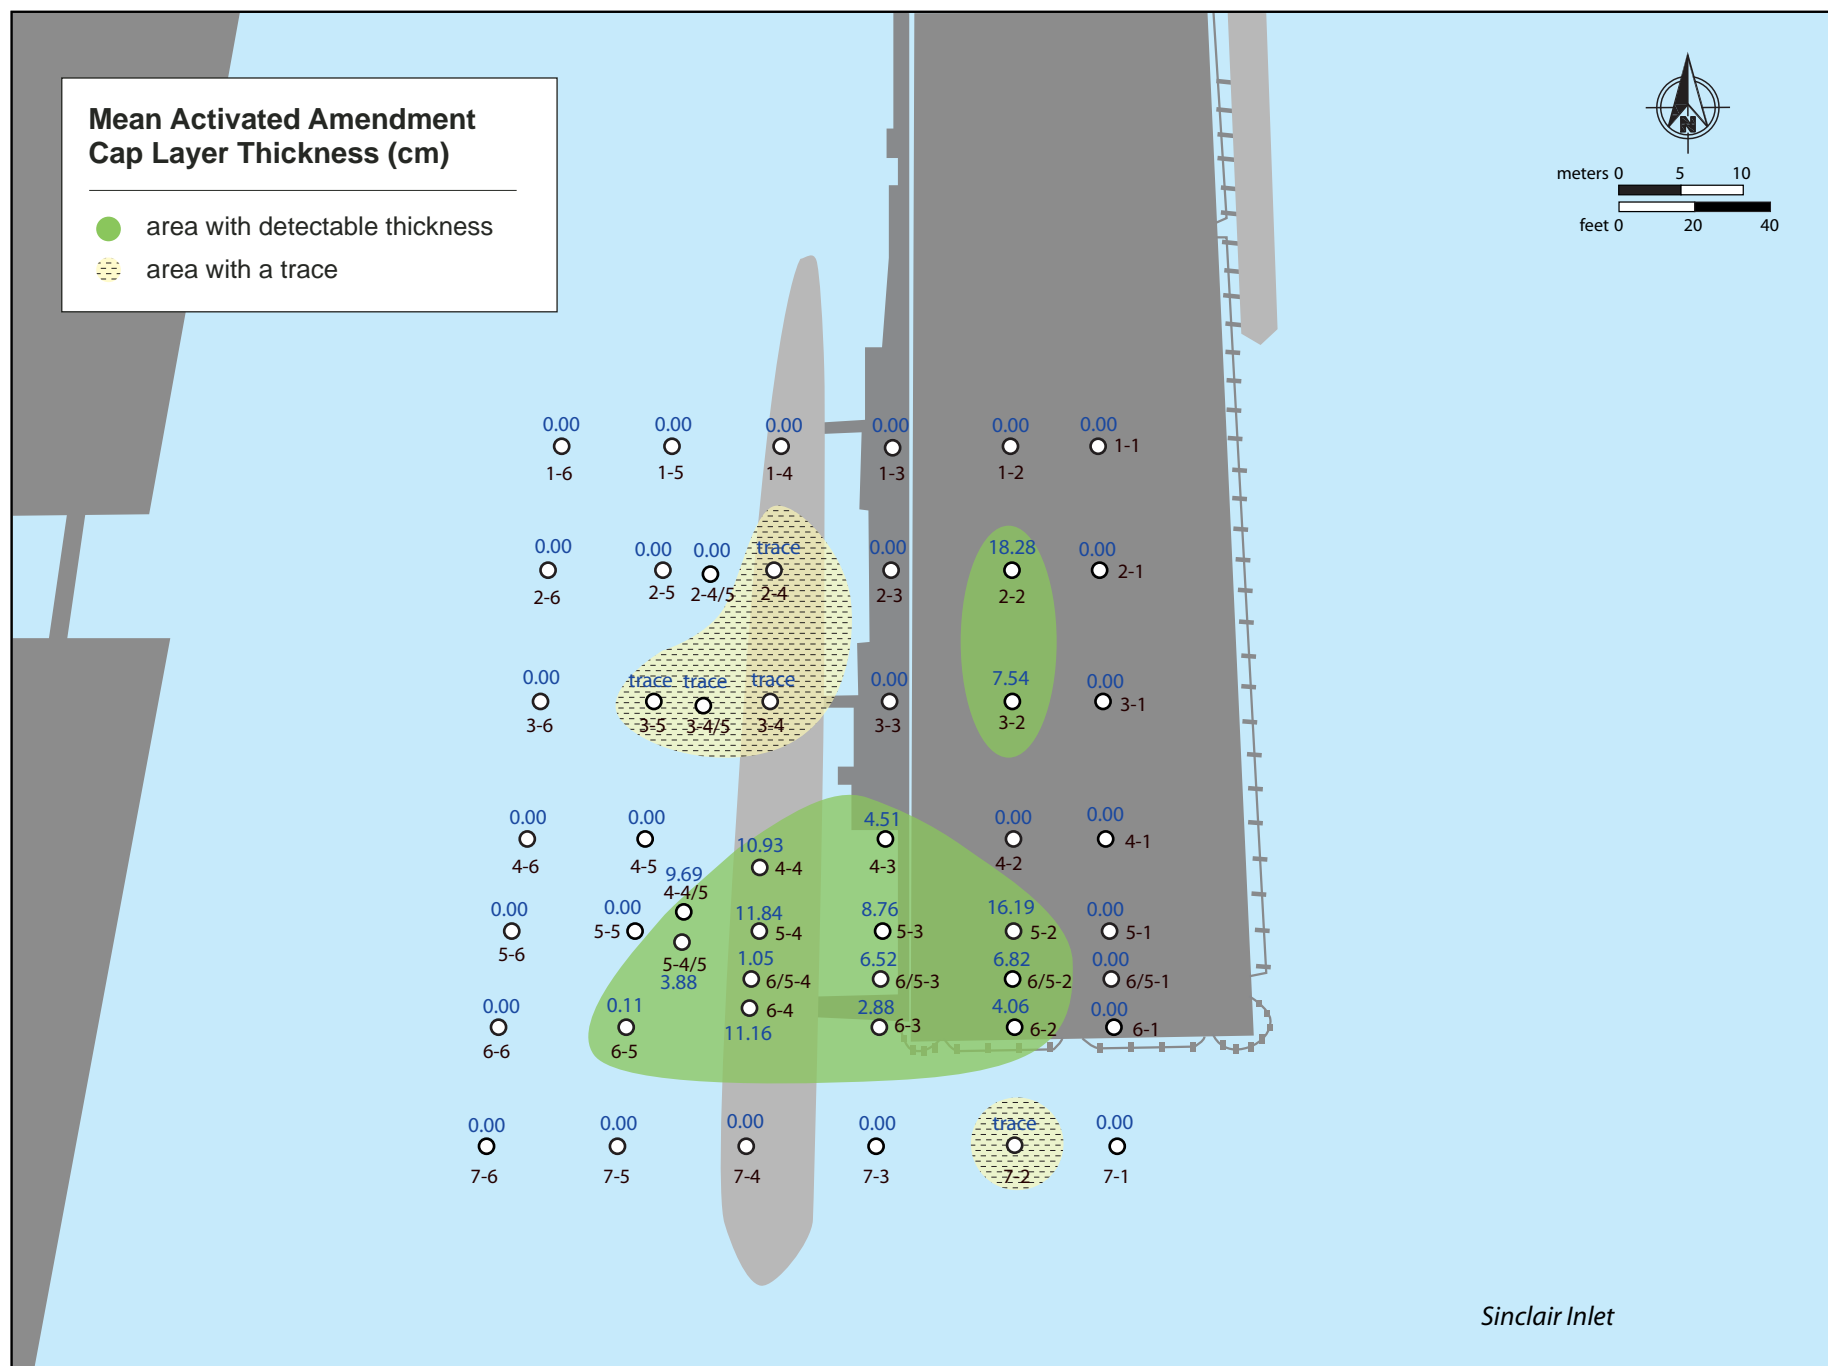 Mean Activated Amendment
Cap Layer Thickness (cm)
area with detectable thickness
area with a trace
N
meters 0 5 10
feet 0 20 40
0.00 0.00 0.00 0.00 0.00 0.00
1-6 1-5 1-4 1-3 1-2 1-1
0.00 0.00 0.00 trace 0.00 18.28 0.00
2-6 2-5 2-4/5 2-4 2-3 2-2 2-1
0.00 trace trace trace 0.00 7.54 0.00
3-6 3-5 3-4/5 3-4 3-3 3-2 3-1
0.00 0.00 10.93 4.51 0.00 0.00
4-6 4-5 4-4 4-3 4-2 4-1
9.69
4-4/5
0.00 0.00 11.84 8.76 16.19 0.00
5-6 5-5 5-4 5-3 5-2 5-1
5-4/5
3.88
1.05 6.52 6.82 0.00
6/5-4 6/5-3 6/5-2 6/5-1
0.00 0.11 2.88 4.06 0.00
6-6 6-5 6-4 6-3 6-2 6-1
11.16
0.00 0.00 0.00 0.00 trace 0.00
7-6 7-5 7-4 7-3 7-2 7-1
Sinclair Inlet